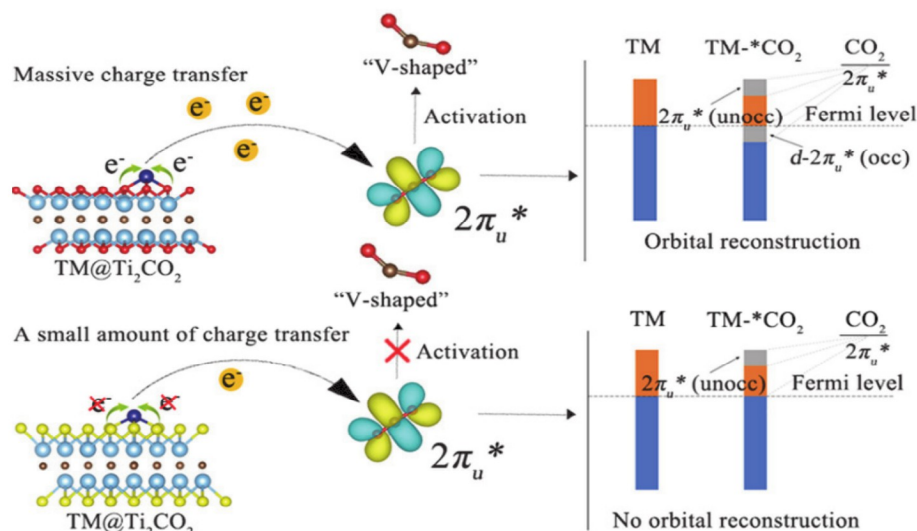 Massive charge transfer
e⁻ e⁻ e⁻
e⁻ e⁻
TM@Ti₂CO₂
"V-shaped"
Activation
2πᵤ*
TM TM-*CO₂ CO₂
2πᵤ*
2πᵤ* (unocc) Fermi level
d-2πᵤ* (occ)
Orbital reconstruction
A small amount of charge transfer
e⁻
e⁻ e⁻
TM@Ti₂CO₂
"V-shaped"
Activation
2πᵤ*
TM TM-*CO₂ CO₂
2πᵤ*
2πᵤ* (unocc) Fermi level
No orbital reconstruction